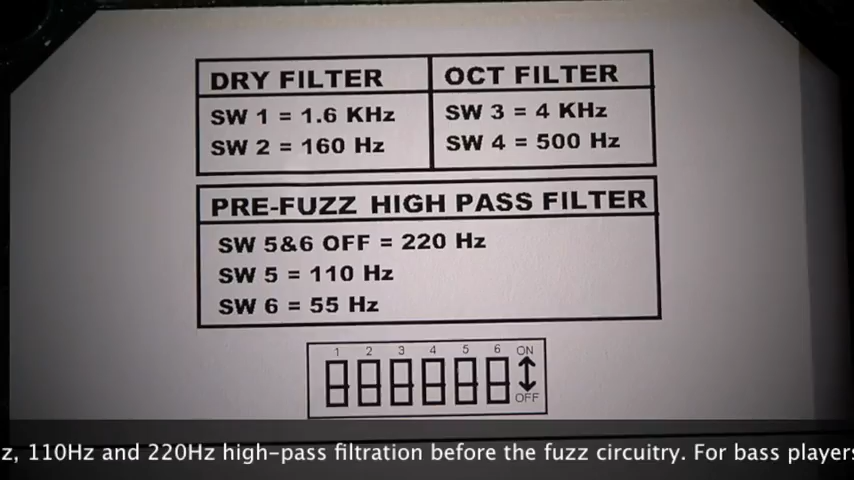 DRY FILTER
SW 1 = 1.6 KHz
SW 2 = 160 Hz
OCT FILTER
SW 3 = 4 KHz
SW 4 = 500 Hz
PRE-FUZZ HIGH PASS FILTER
SW 5&6 OFF = 220 Hz
SW 5 = 110 Hz
SW 6 = 55 Hz
1 2 3 4 5 6 ON
OFF
z, 110Hz and 220Hz high-pass filtration before the fuzz circuitry. For bass players